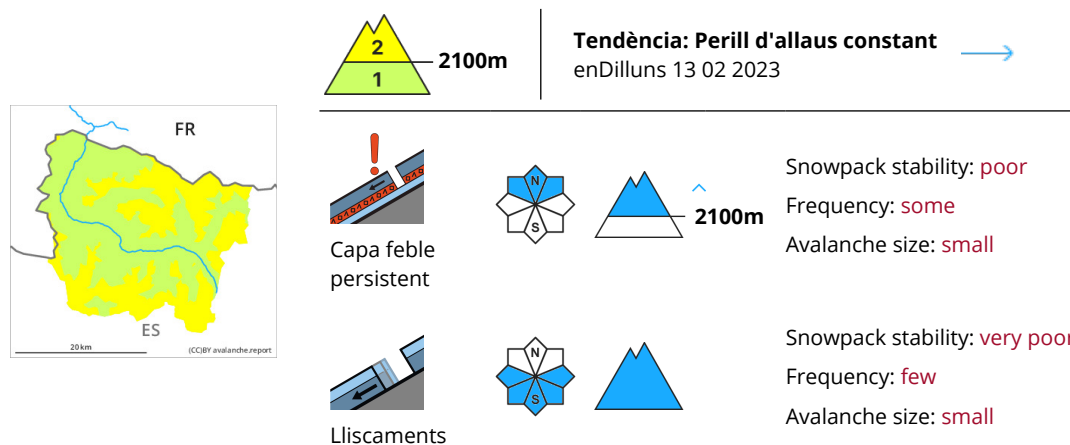 2
1
2100m
Tendència: Perill d'allaus constant
enDilluns 13 02 2023
FR
ES
20 km
(CC)BY avalanche.report
Capa feble
persistent
N
S
2100m
Snowpack stability: poor
Frequency: some
Avalanche size: small
Lliscaments
N
S
Snowpack stability: very poor
Frequency: few
Avalanche size: small